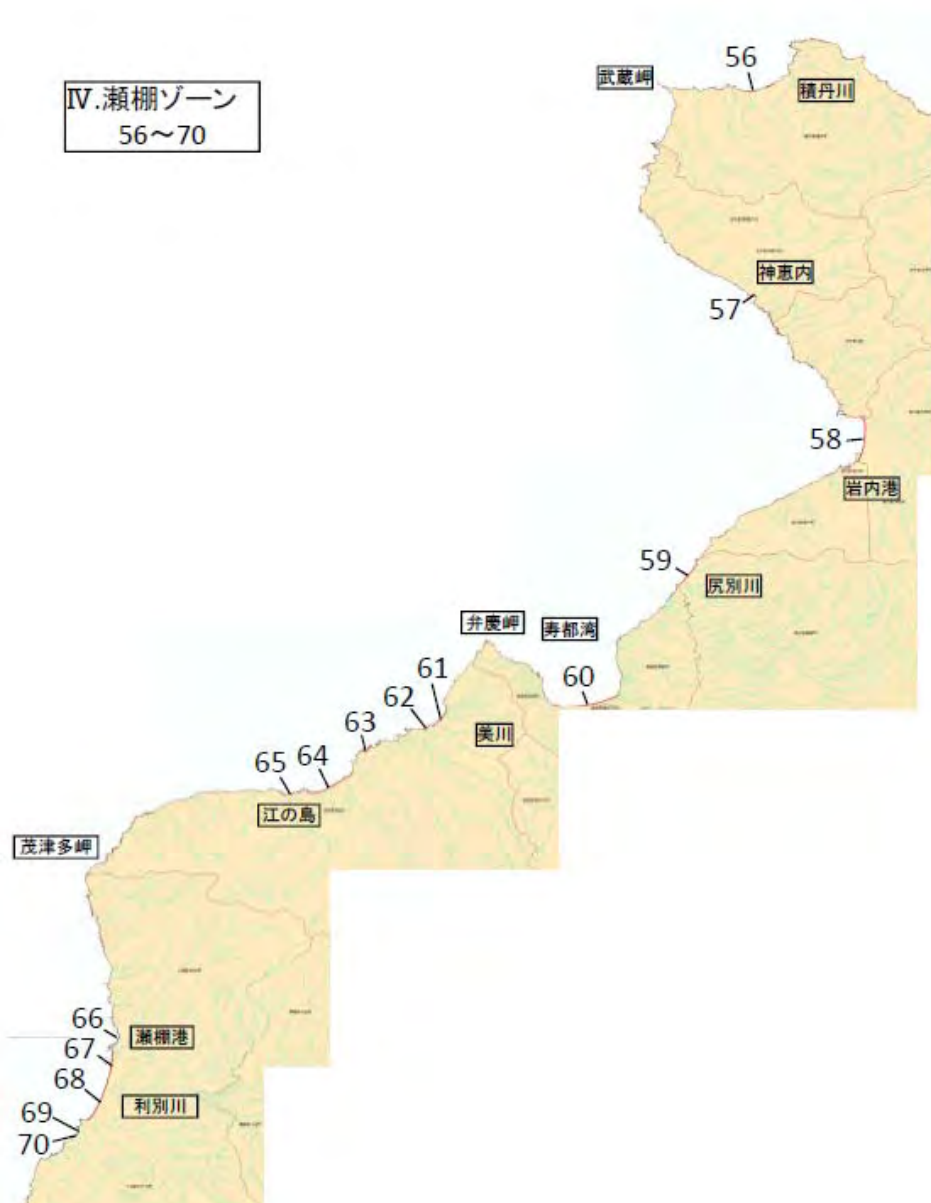 Ⅳ.瀬棚ゾーン
56～70
56
武蔵岬
積丹川
神恵内
57
58
岩内港
59
尻別川
弁慶岬
寿都湾
60
61
62
美川
63
64
65
江の島
茂津多岬
66
瀬棚港
67
68
利別川
69
70